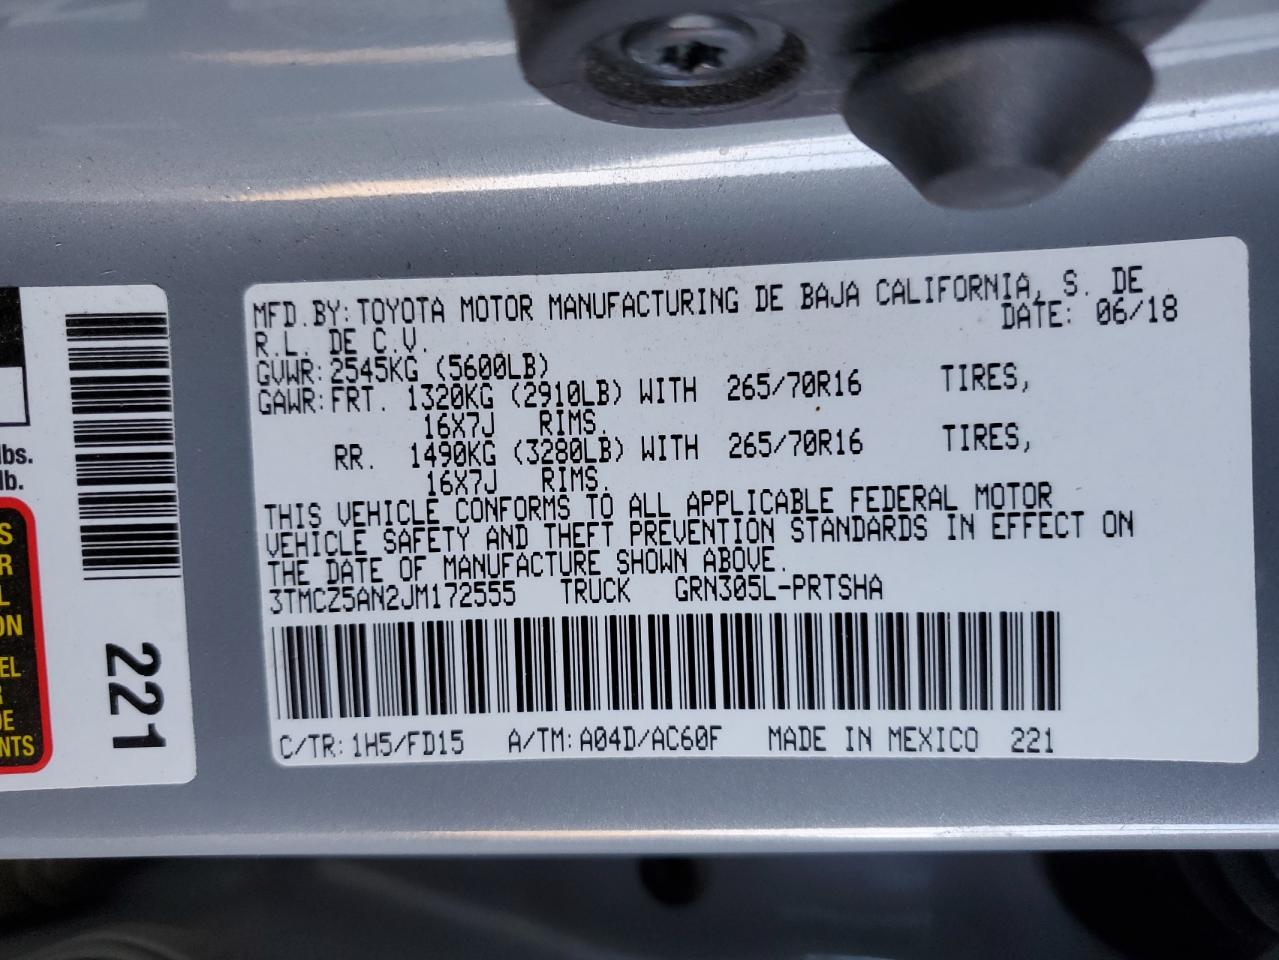 MFD.BY:TOYOTA MOTOR MANUFACTURING DE BAJA CALIFORNIA, S. DE
R.L. DE C.V. DATE: 06/18
GVWR:2545KG (5600LB)
GAWR:FRT. 1320KG (2910LB) WITH 265/70R16 TIRES,
16X7J RIMS.
RR. 1490KG (3280LB) WITH 265/70R16 TIRES,
16X7J RIMS.
THIS VEHICLE CONFORMS TO ALL APPLICABLE FEDERAL MOTOR
VEHICLE SAFETY AND THEFT PREVENTION STANDARDS IN EFFECT ON
THE DATE OF MANUFACTURE SHOWN ABOVE.
3TMCZ5AN2JM172555 TRUCK GRN305L-PRTSHA
C/TR:1H5/FD15 A/TM:A04D/AC60F MADE IN MEXICO 221
221
lbs.
lb.